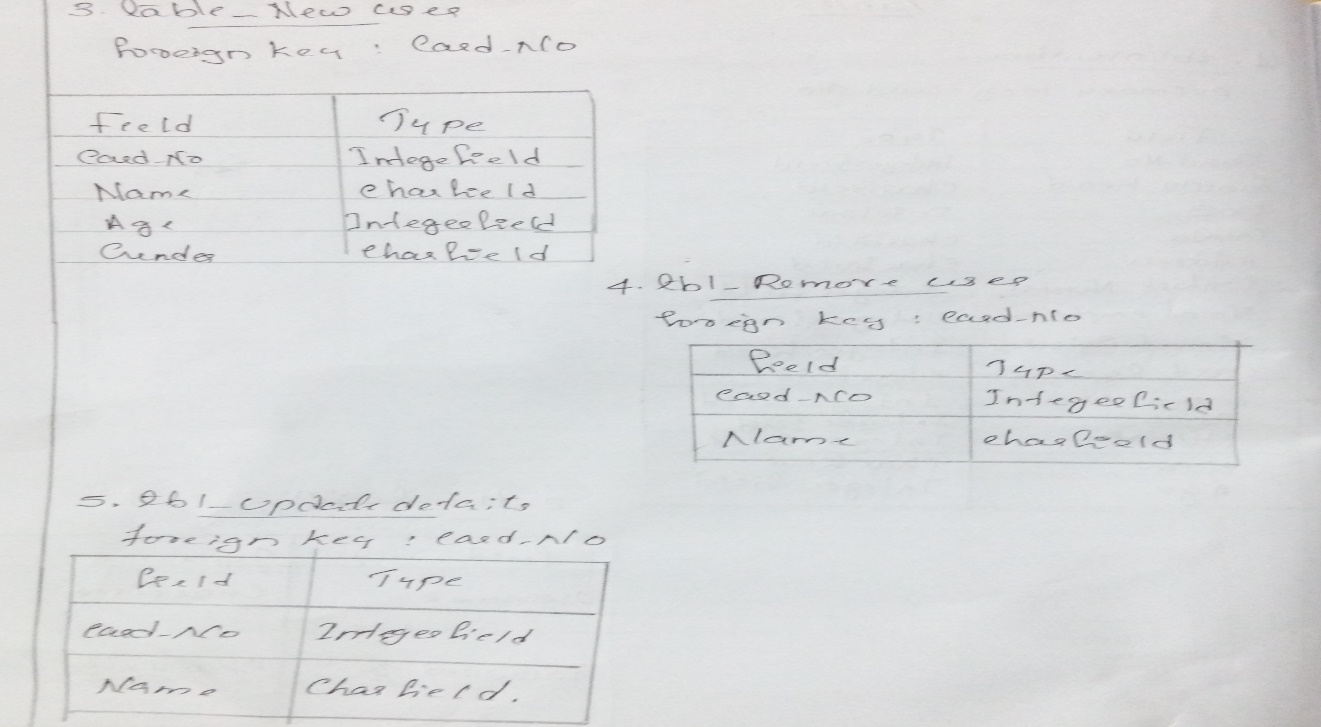 3. Table_New user
foreign key : Card_No
Field Type
Card_No Integefield
Name charfield
Age Integerfield
Gender charfield
4. tbl_Remove user
foreign key : card_no
field Type
card_no Integerfield
Name charfield
5. tbl_update details
foreign key : card_no
field Type
card_no Integerfield
Name Charfield.